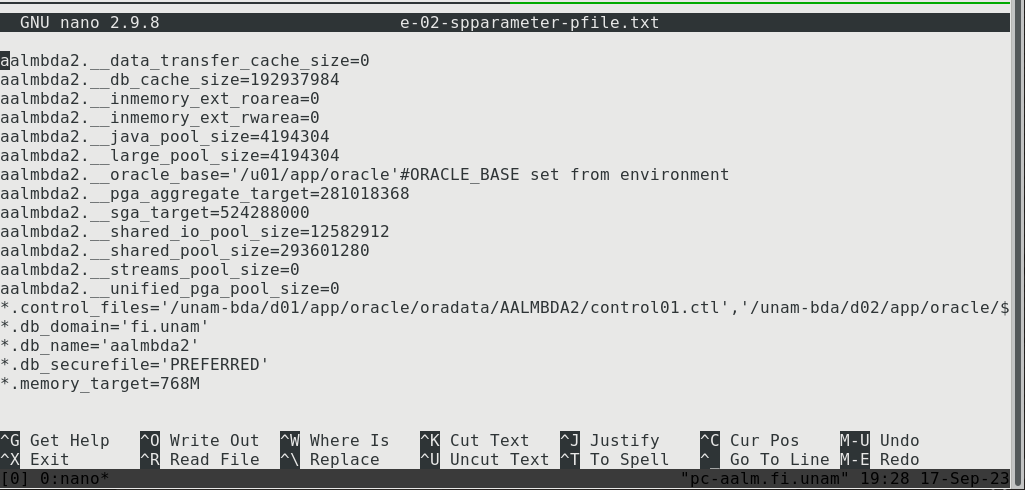 GNU nano 2.9.8 e-02-spparameter-pfile.txt
aalmbda2.__data_transfer_cache_size=0
aalmbda2.__db_cache_size=192937984
aalmbda2.__inmemory_ext_roarea=0
aalmbda2.__inmemory_ext_rwarea=0
aalmbda2.__java_pool_size=4194304
aalmbda2.__large_pool_size=4194304
aalmbda2.__oracle_base='/u01/app/oracle'#ORACLE_BASE set from environment
aalmbda2.__pga_aggregate_target=281018368
aalmbda2.__sga_target=524288000
aalmbda2.__shared_io_pool_size=12582912
aalmbda2.__shared_pool_size=293601280
aalmbda2.__streams_pool_size=0
aalmbda2.__unified_pga_pool_size=0
*.control_files='/unam-bda/d01/app/oracle/oradata/AALMBDA2/control01.ctl','/unam-bda/d02/app/oracle/$
*.db_domain='fi.unam'
*.db_name='aalmbda2'
*.db_securefile='PREFERRED'
*.memory_target=768M
^G Get Help ^O Write Out ^W Where Is ^K Cut Text ^J Justify ^C Cur Pos M-U Undo
^X Exit ^R Read File ^\ Replace ^U Uncut Text ^T To Spell ^_ Go To Line M-E Redo
[0] 0:nano* "pc-aalm.fi.unam" 19:28 17-Sep-23